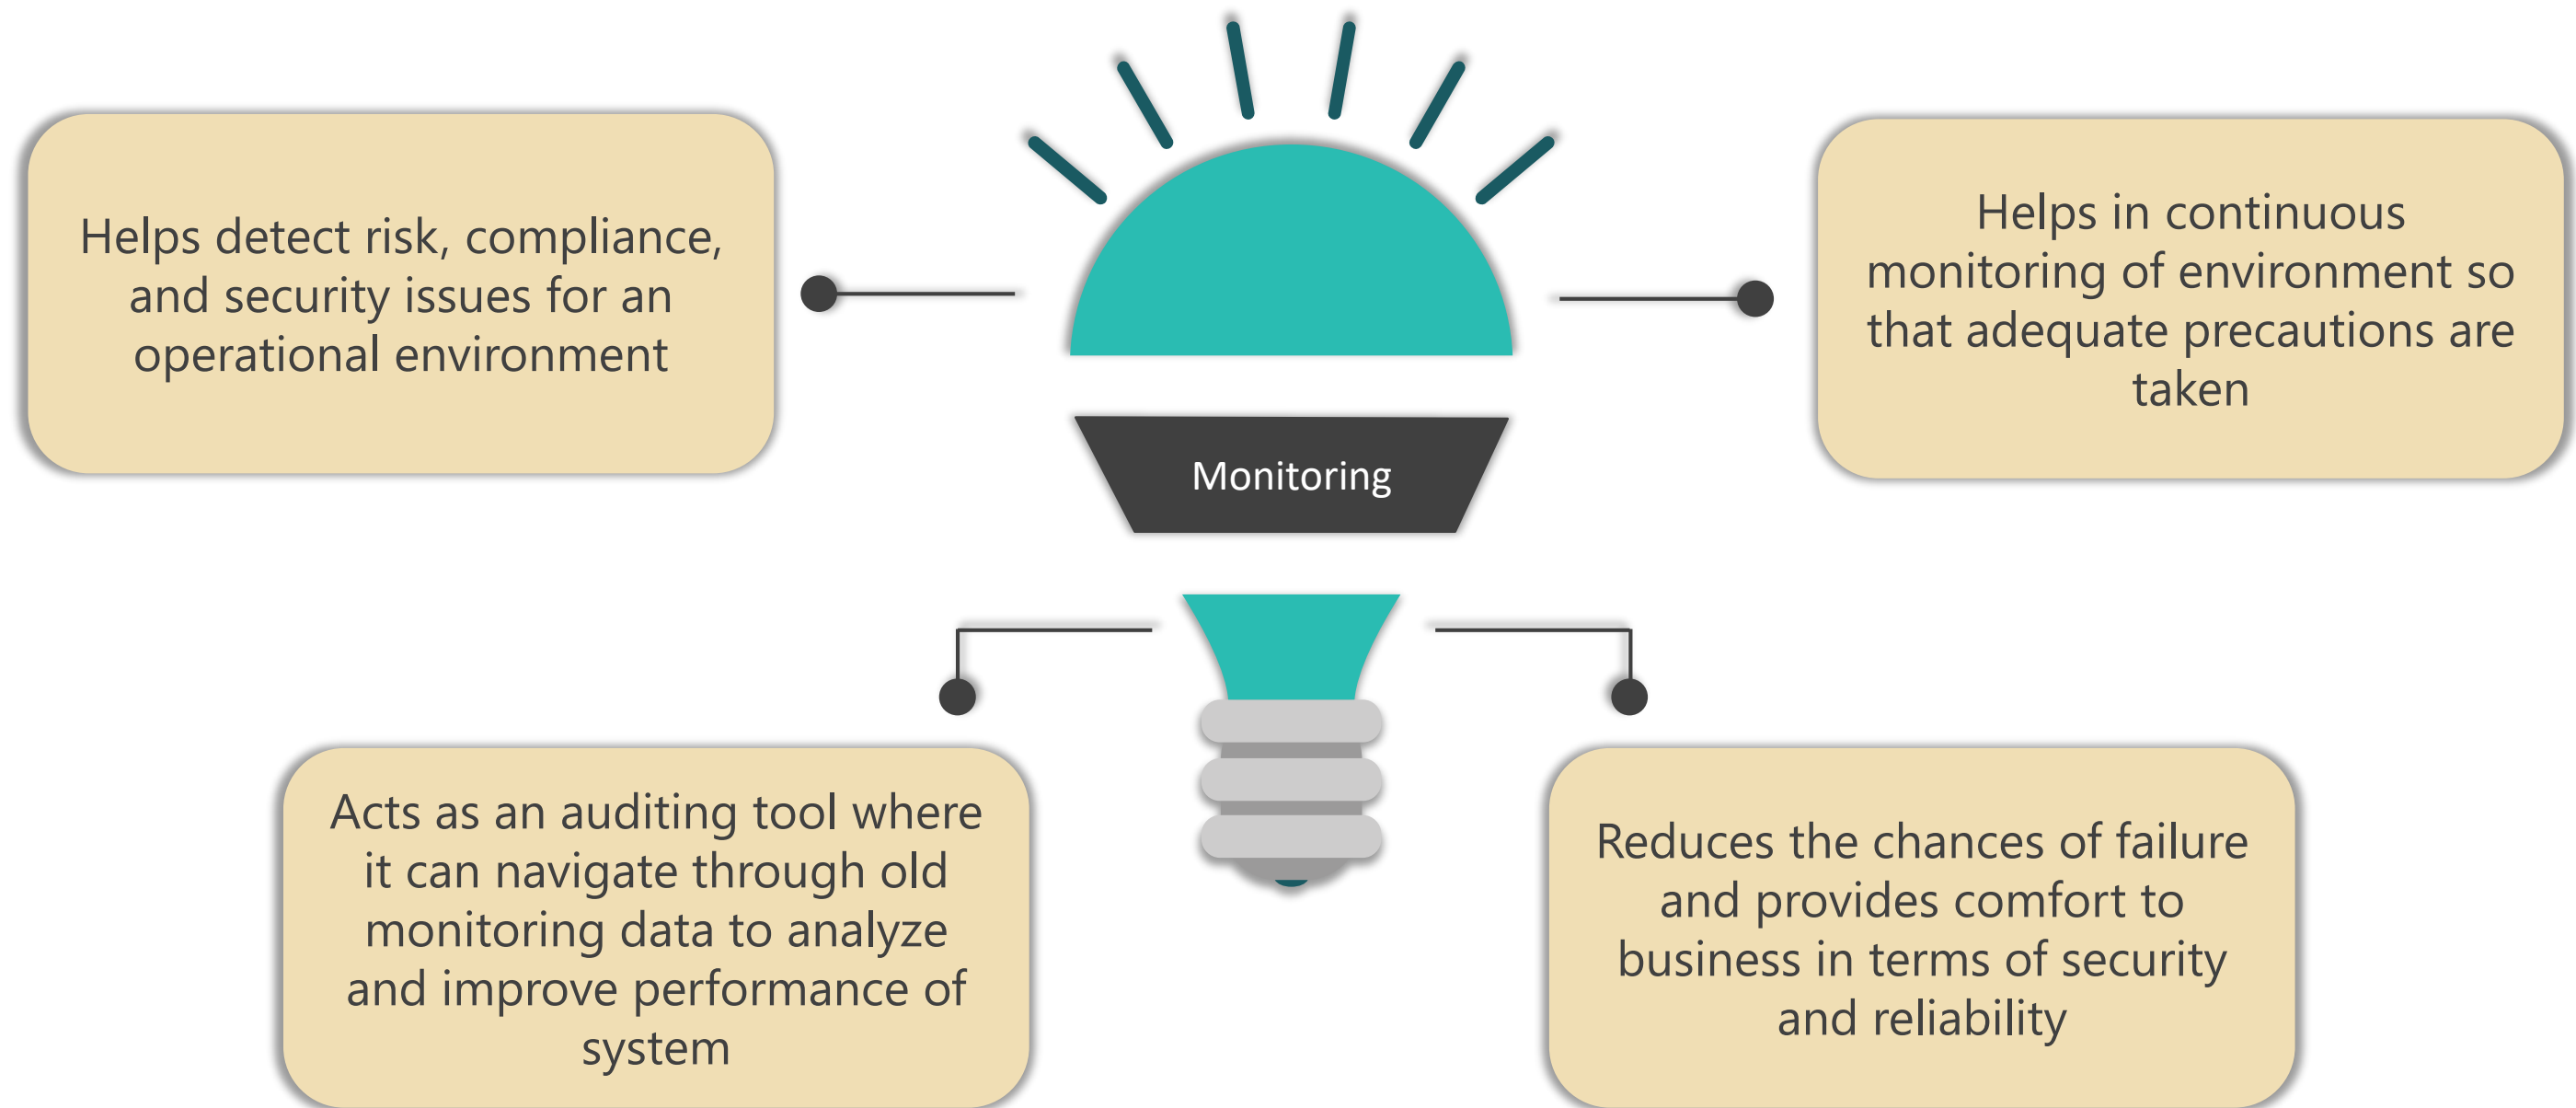 Helps detect risk, compliance,
and security issues for an
operational environment
Helps in continuous
monitoring of environment so
that adequate precautions are
taken
Monitoring
Acts as an auditing tool where
it can navigate through old
monitoring data to analyze
and improve performance of
system
Reduces the chances of failure
and provides comfort to
business in terms of security
and reliability